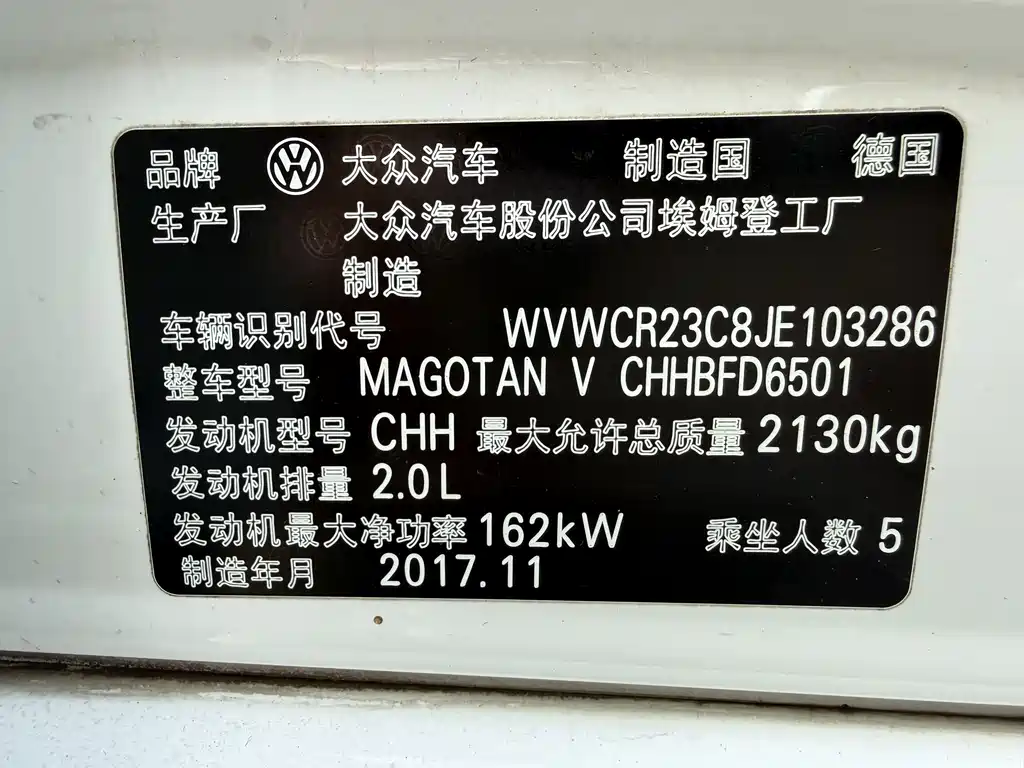 品牌 大众汽车 制造国 德国
生产厂 大众汽车股份公司埃姆登工厂
制造
车辆识别代号 WVWCR23C8JE103286
整车型号 MAGOTAN V CHHBFD6501
发动机型号 CHH 最大允许总质量 2130kg
发动机排量 2.0L
发动机最大净功率 162kW 乘坐人数 5
制造年月 2017.11